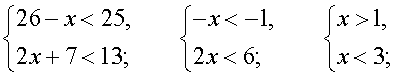 26 − x < 25,    −x < −1,    x > 1,
2x + 7 < 13;    2x < 6;    x < 3;